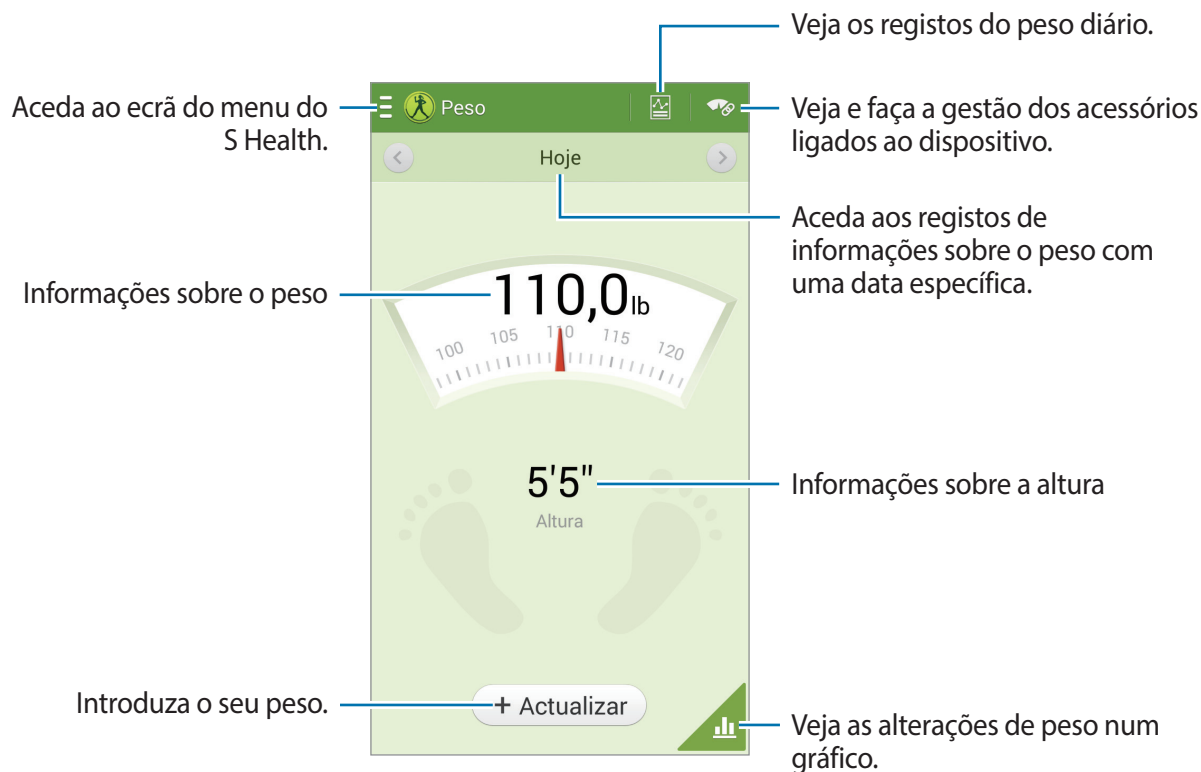 Veja os registos do peso diário.
Aceda ao ecrã do menu do
S Health.
Peso
Veja e faça a gestão dos acessórios
ligados ao dispositivo.
Hoje
Aceda aos registos de
informações sobre o peso com
uma data específica.
Informações sobre o peso
110,0lb
100 105 110 115 120
5'5"
Altura
Informações sobre a altura
Introduza o seu peso.
+ Actualizar
Veja as alterações de peso num
gráfico.